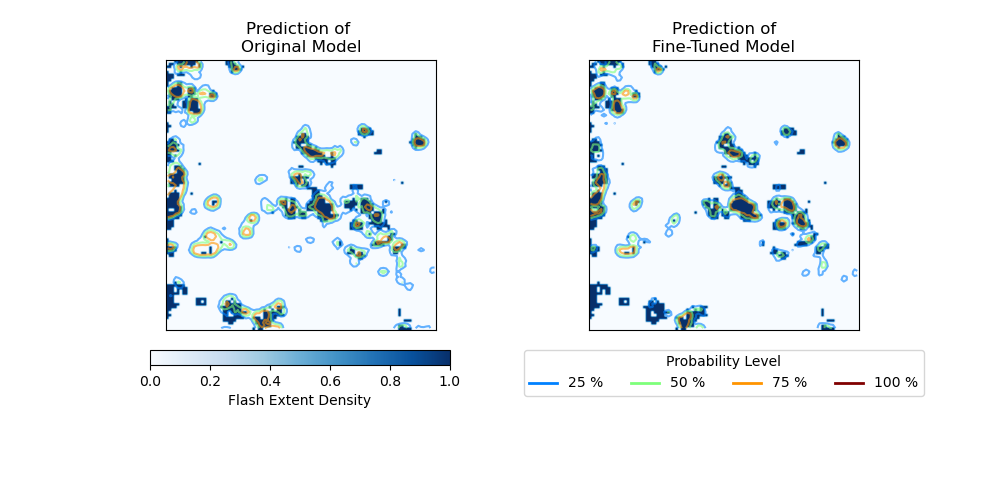 Prediction of
Original Model
Prediction of
Fine-Tuned Model
0.0 0.2 0.4 0.6 0.8 1.0
Flash Extent Density
Probability Level
25 % 50 % 75 % 100 %